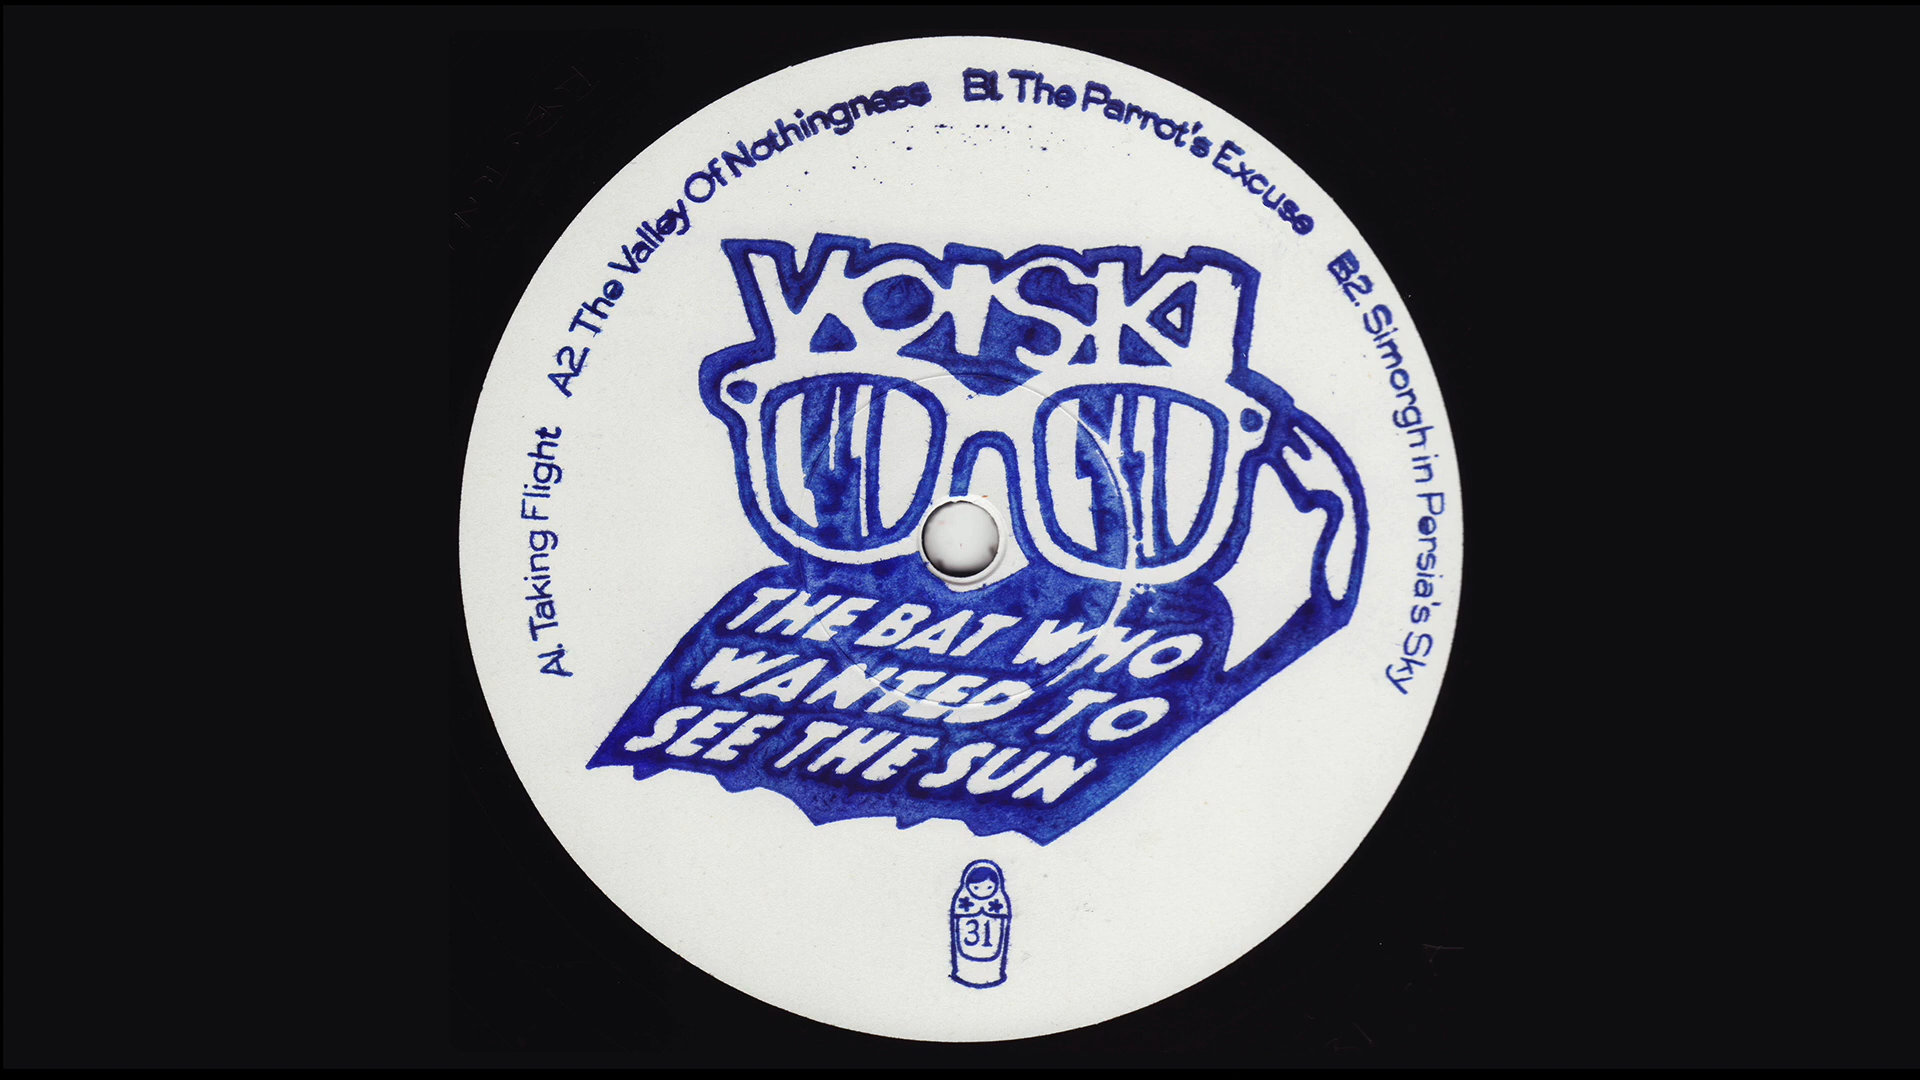 A1. Taking Flight
A2. The Valley Of Nothingness
B1. The Parrot's Excuse
B2. Simorgh in Persia's Sky
KOTSKI
THE BAT WHO
WANTED TO
SEE THE SUN
31